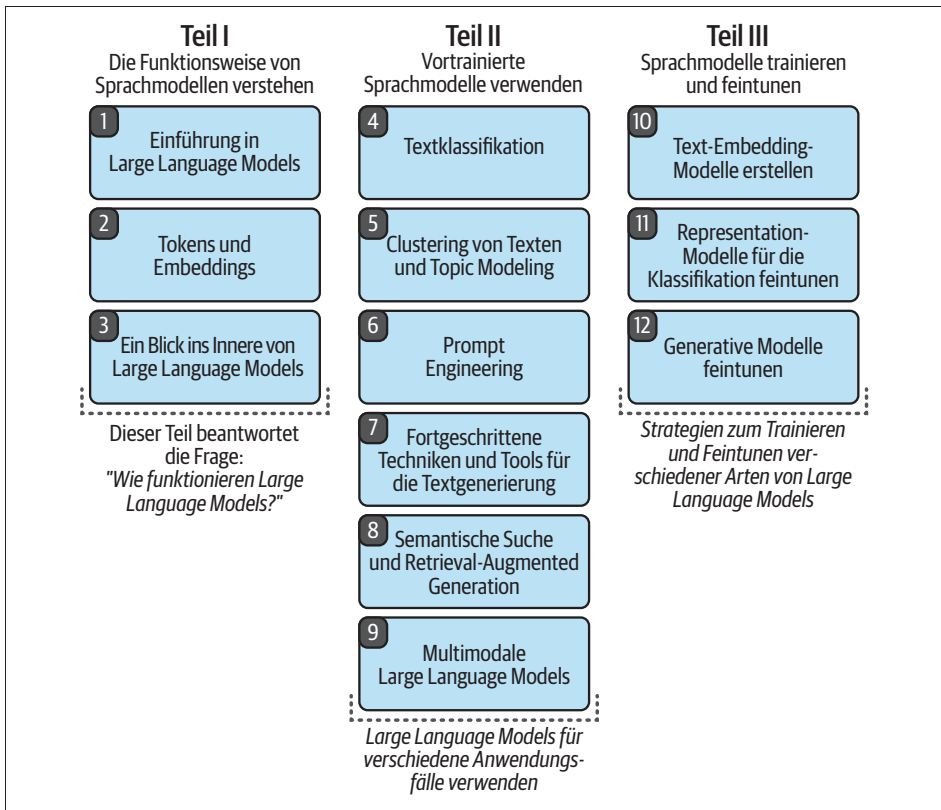 Teil I
Die Funktionsweise von
Sprachmodellen verstehen
1
Einführung in
Large Language Models
2
Tokens und
Embeddings
3
Ein Blick ins Innere von
Large Language Models
Dieser Teil beantwortet
die Frage:
"Wie funktionieren Large
Language Models?"
Teil II
Vortrainierte
Sprachmodelle verwenden
4
Textklassifikation
5
Clustering von Texten
und Topic Modeling
6
Prompt
Engineering
7
Fortgeschrittene
Techniken und Tools für
die Textgenerierung
8
Semantische Suche
und Retrieval-Augmented
Generation
9
Multimodale
Large Language Models
Large Language Models für
verschiedene Anwendungs-
fälle verwenden
Teil III
Sprachmodelle trainieren
und feintunen
10
Text-Embedding-
Modelle erstellen
11
Representation-
Modelle für die
Klassifikation feintunen
12
Generative Modelle
feintunen
Strategien zum Trainieren
und Feintunen ver-
schiedener Arten von Large
Language Models